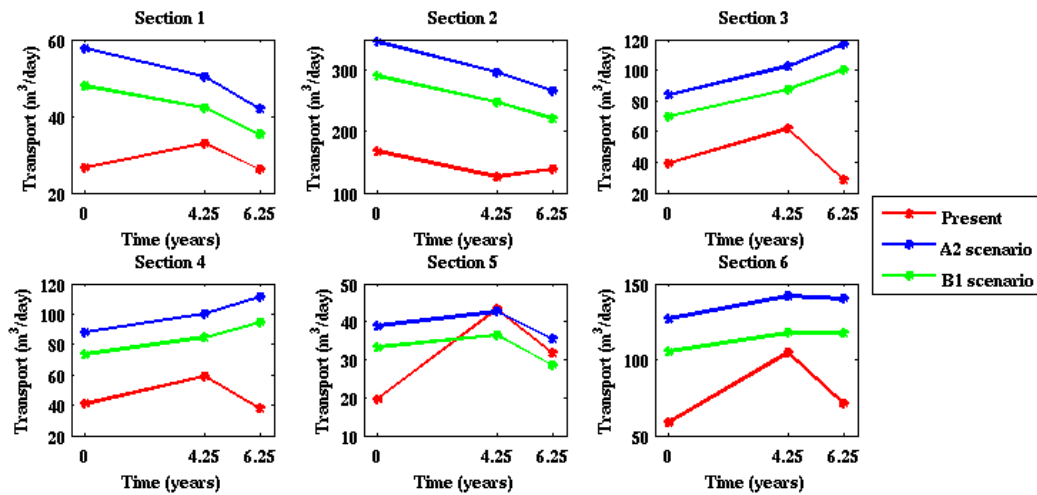 Section 1
Transport (m³/day)
60
40
20
0
4.25
6.25
Time (years)
Section 2
Transport (m³/day)
300
200
100
0
4.25
6.25
Time (years)
Section 3
Transport (m³/day)
120
100
80
60
40
20
0
4.25
6.25
Time (years)
Present
A2 scenario
B1 scenario
Section 4
Transport (m³/day)
120
100
80
60
40
20
0
4.25
6.25
Time (years)
Section 5
Transport (m³/day)
50
40
30
20
10
0
4.25
6.25
Time (years)
Section 6
Transport (m³/day)
150
100
50
0
4.25
6.25
Time (years)